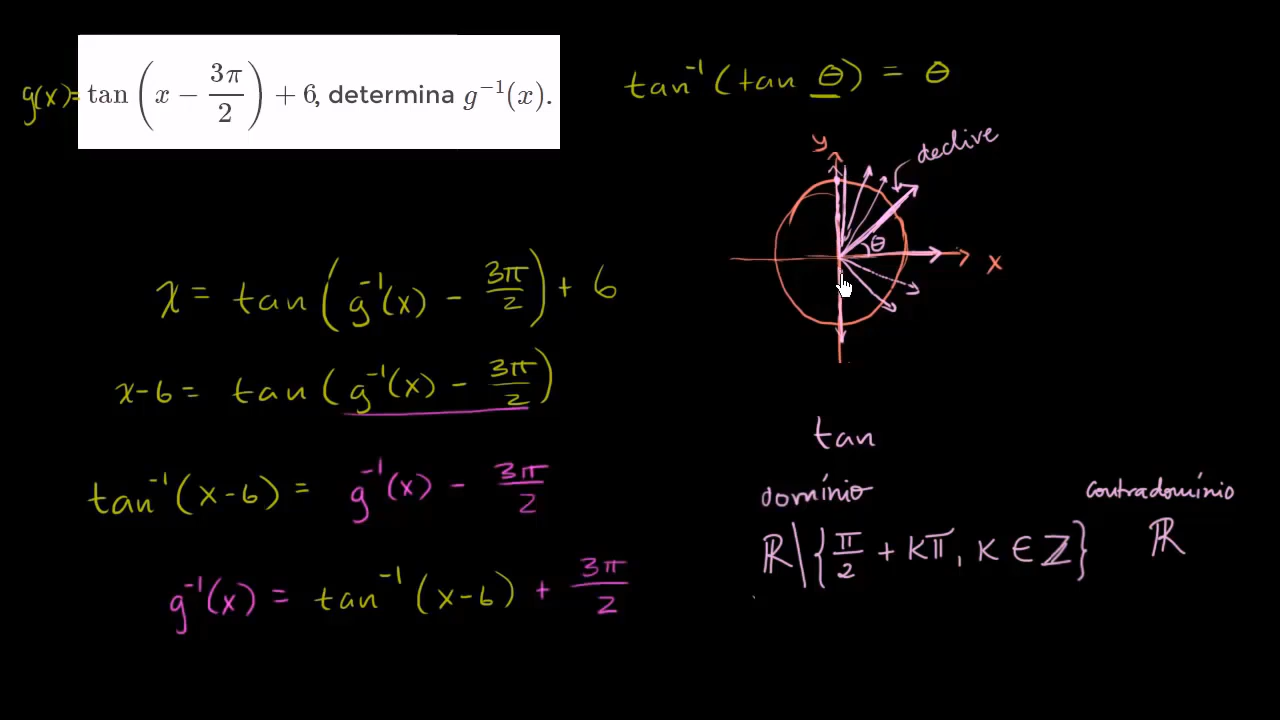 g(x)= tan(x − 3π/2) + 6, determina g⁻¹(x).
tan⁻¹(tan θ) = θ
y
declive
θ
x
x = tan(g⁻¹(x) − 3π/2) + 6
x−6 = tan(g⁻¹(x) − 3π/2)
tan⁻¹(x−6) = g⁻¹(x) − 3π/2
g⁻¹(x) = tan⁻¹(x−6) + 3π/2
tan
domínio
contradomínio
ℝ\{π/2 + kπ, k ∈ ℤ}
ℝ